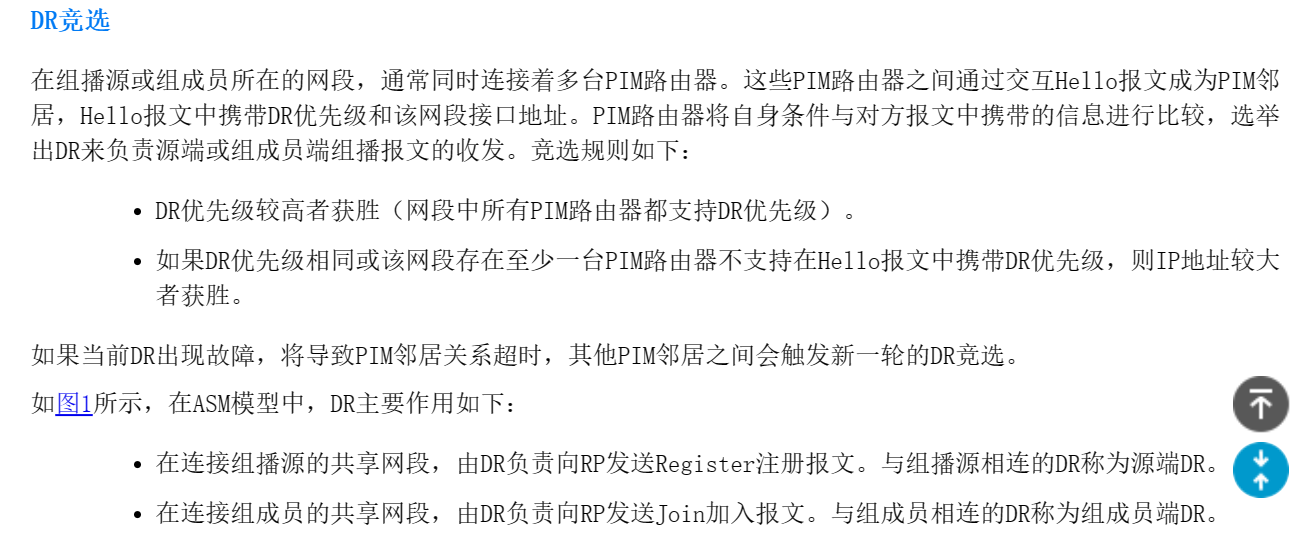 DR竞选
在组播源或组成员所在的网段，通常同时连接着多台PIM路由器。这些PIM路由器之间通过交互Hello报文成为PIM邻
居，Hello报文中携带DR优先级和该网段接口地址。PIM路由器将自身条件与对方报文中携带的信息进行比较，选举
出DR来负责源端或组成员端组播报文的收发。竞选规则如下：
• DR优先级较高者获胜（网段中所有PIM路由器都支持DR优先级）。
• 如果DR优先级相同或该网段存在至少一台PIM路由器不支持在Hello报文中携带DR优先级，则IP地址较大
者获胜。
如果当前DR出现故障，将导致PIM邻居关系超时，其他PIM邻居之间会触发新一轮的DR竞选。
如图1所示，在ASM模型中，DR主要作用如下：
• 在连接组播源的共享网段，由DR负责向RP发送Register注册报文。与组播源相连的DR称为源端DR。
• 在连接组成员的共享网段，由DR负责向RP发送Join加入报文。与组成员相连的DR称为组成员端DR。